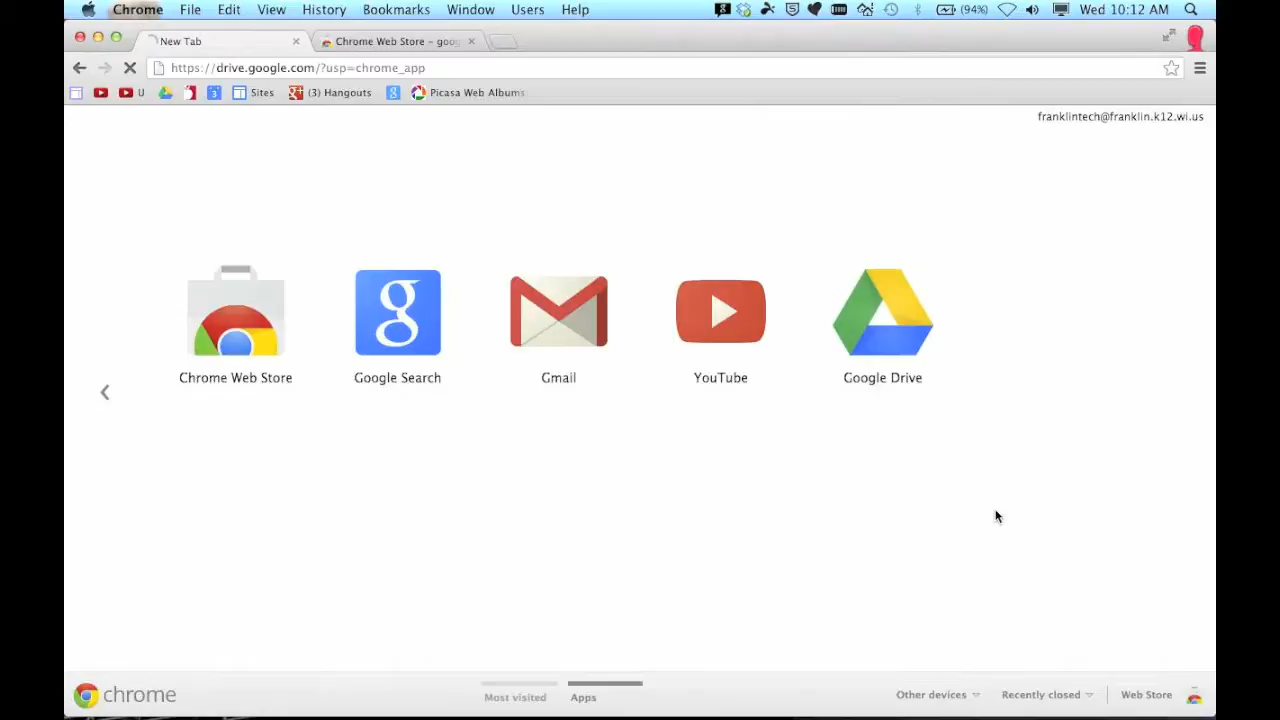 Chrome File Edit View History Bookmarks Window Users Help (94%) Wed 10:12 AM
New Tab Chrome Web Store - goo
https://drive.google.com/?usp=chrome_app
U 3 Sites (3) Hangouts Picasa Web Albums
franklintech@franklin.k12.wi.us
Chrome Web Store Google Search Gmail YouTube Google Drive
chrome Most visited Apps Other devices Recently closed Web Store